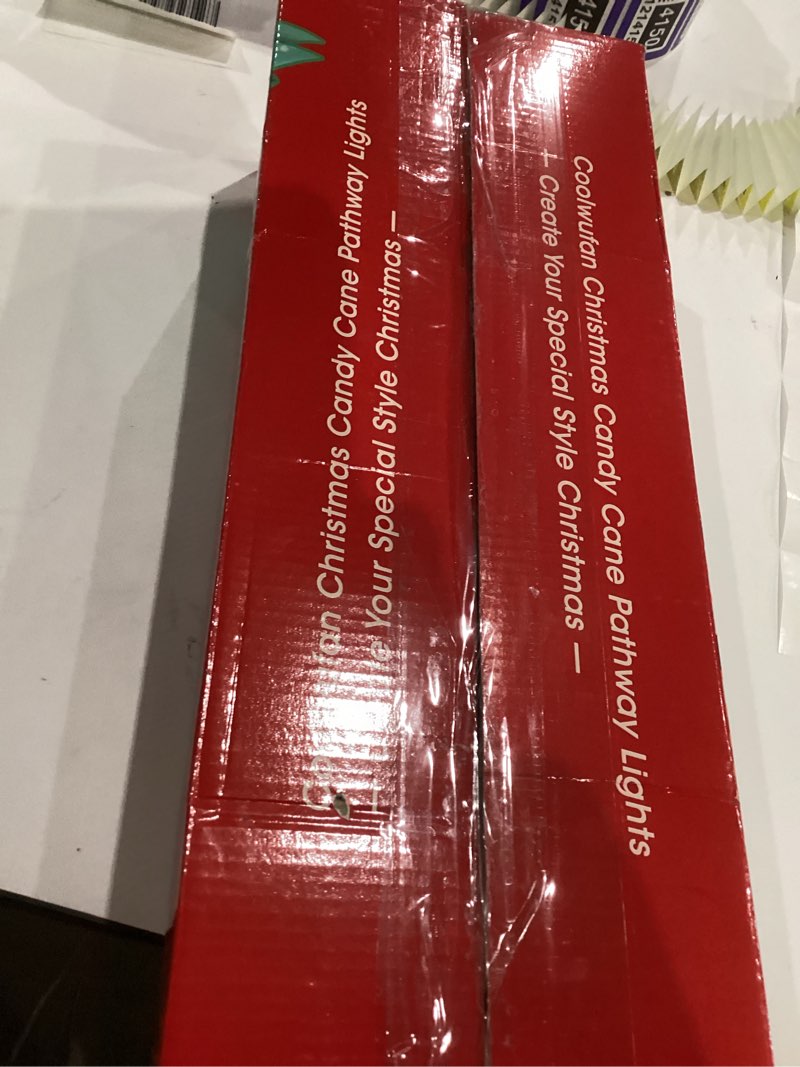 Christmas Candy Cane Pathway Lights
Your Special Style Christmas —
Coolwufan Christmas Candy Cane Pathway Lights
— Create Your Special Style Christmas —
4150